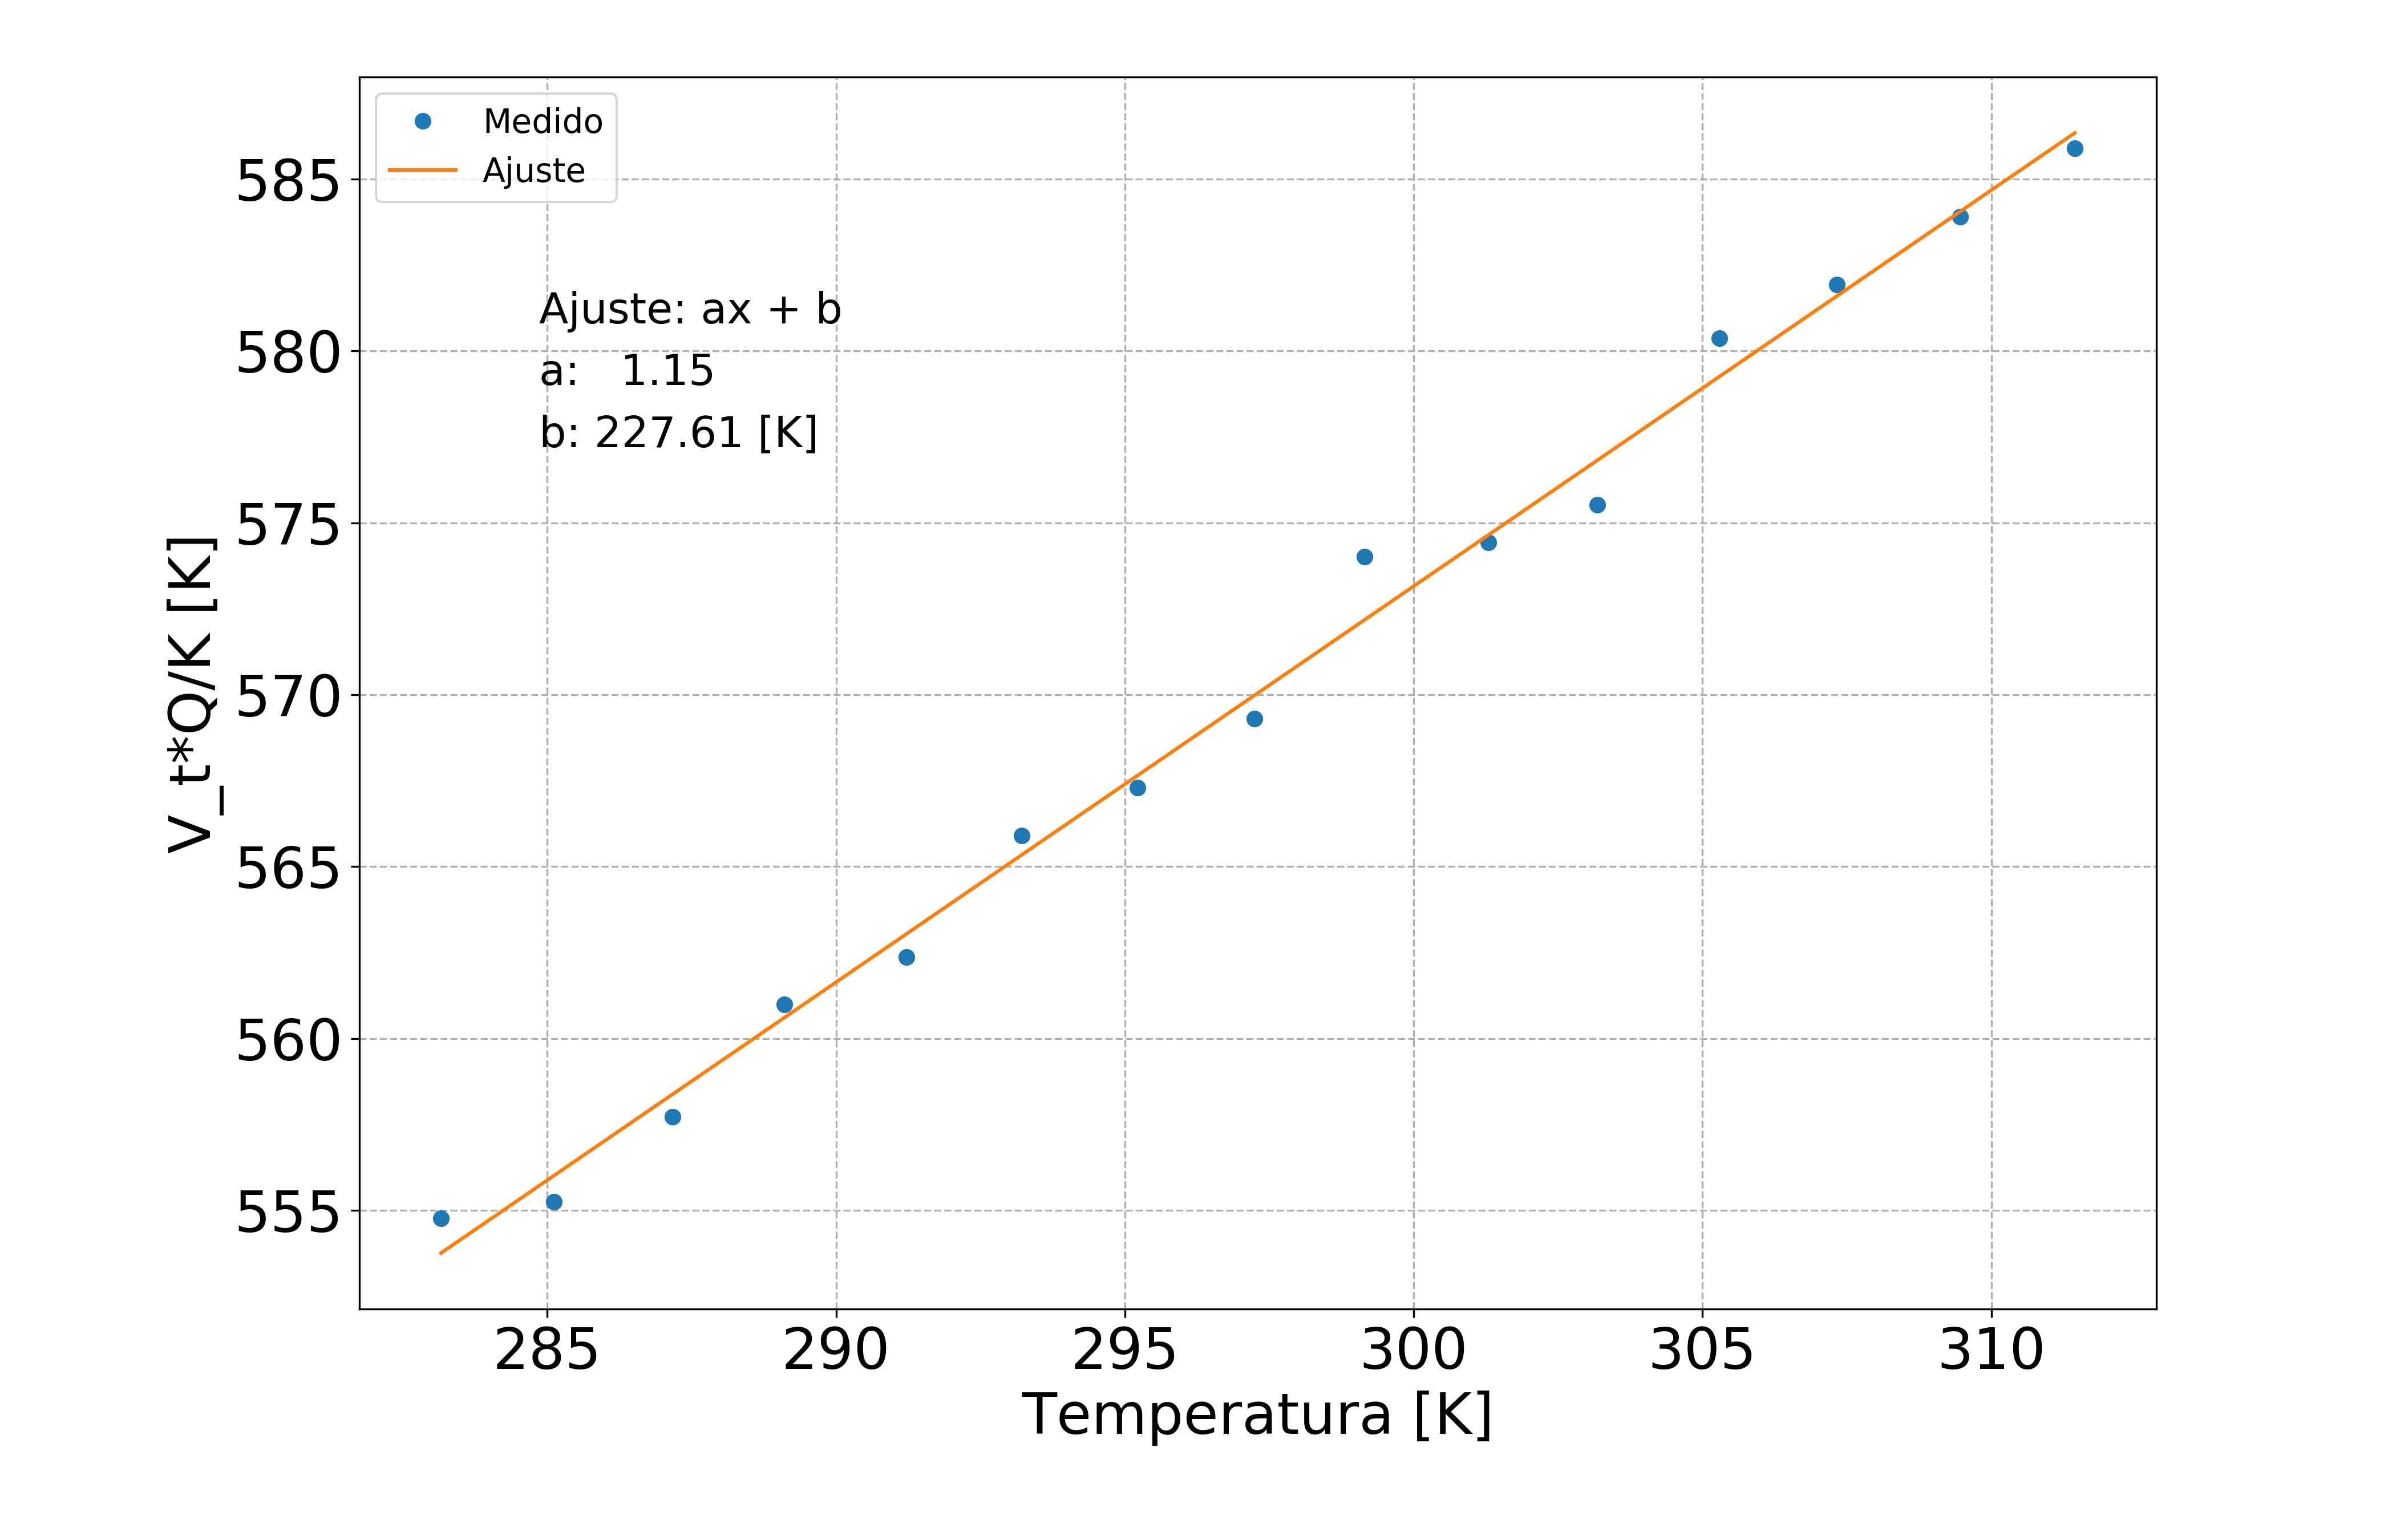 Medido
Ajuste
Ajuste: ax + b
a: 1.15
b: 227.61 [K]
V_t*Q/K [K]
585
580
575
570
565
560
555
285 290 295 300 305 310
Temperatura [K]